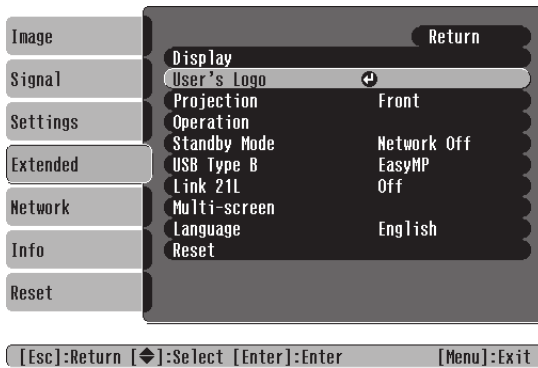 Image
Signal
Settings
Extended
Network
Info
Reset
Return
Display
User's Logo
Projection Front
Operation
Standby Mode Network Off
USB Type B EasyMP
Link 21L Off
Multi-screen
Language English
Reset
[Esc]:Return [◆]:Select [Enter]:Enter [Menu]:Exit